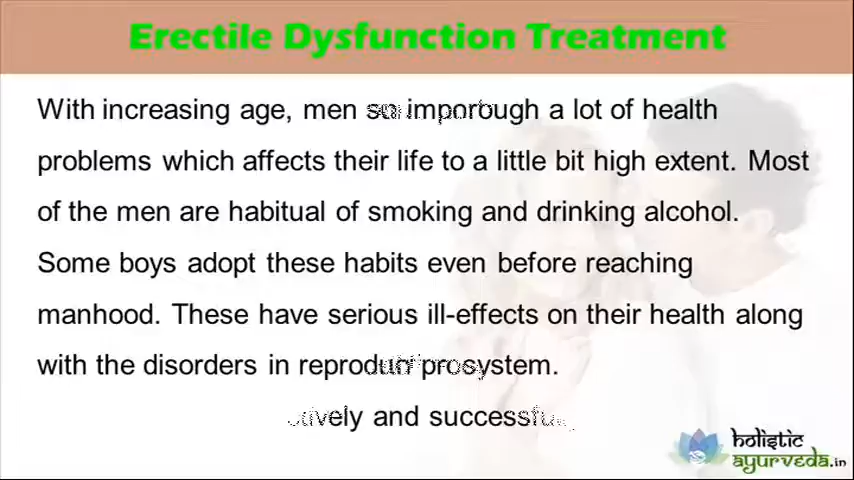 Erectile Dysfunction Treatment
With increasing age, men a lot of health
problems which affects their life to a little bit high extent. Most
of the men are habitual of smoking and drinking alcohol.
Some boys adopt these habits even before reaching
manhood. These have serious ill-effects on their health along
with the disorders in
and
holistic
ayurveda.in